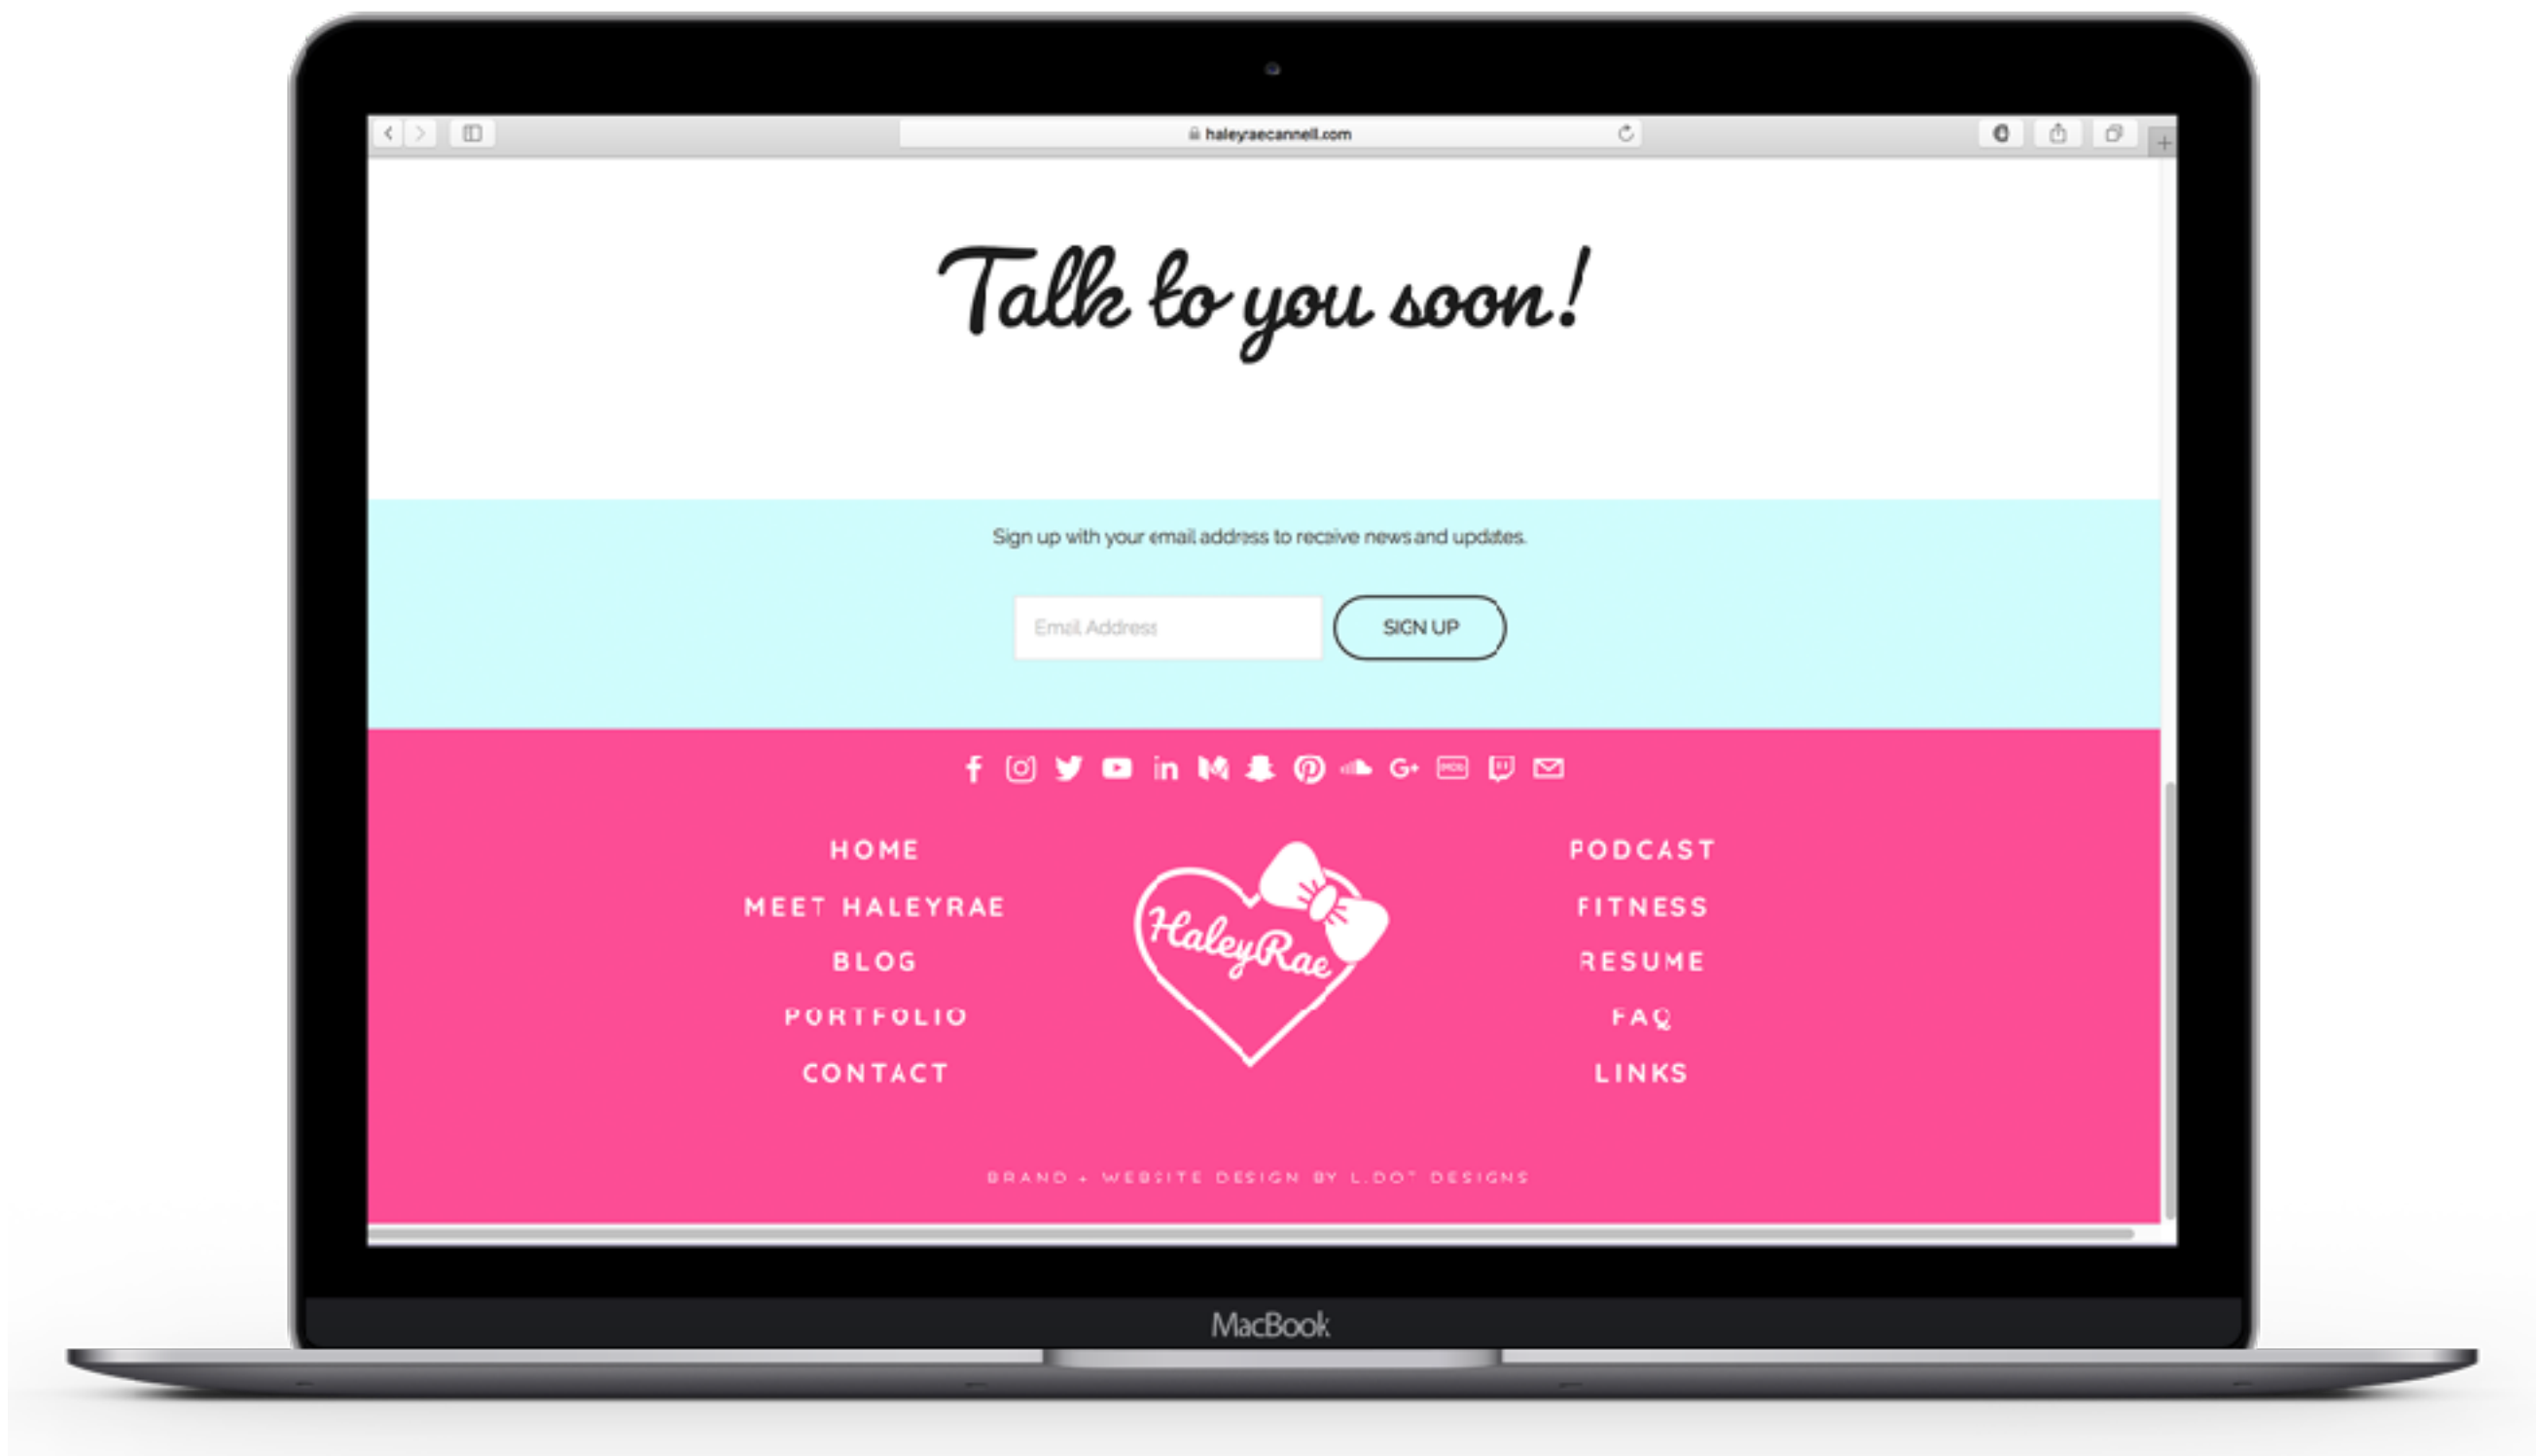 haleyraecannell.com
Talk to you soon!
Sign up with your email address to receive news and updates.
Email Address
SIGN UP
HOME
MEET HALEYRAE
BLOG
PORTFOLIO
CONTACT
HaleyRae
PODCAST
FITNESS
RESUME
FAQ
LINKS
BRAND + WEBSITE DESIGN BY L.DOT DESIGNS
MacBook